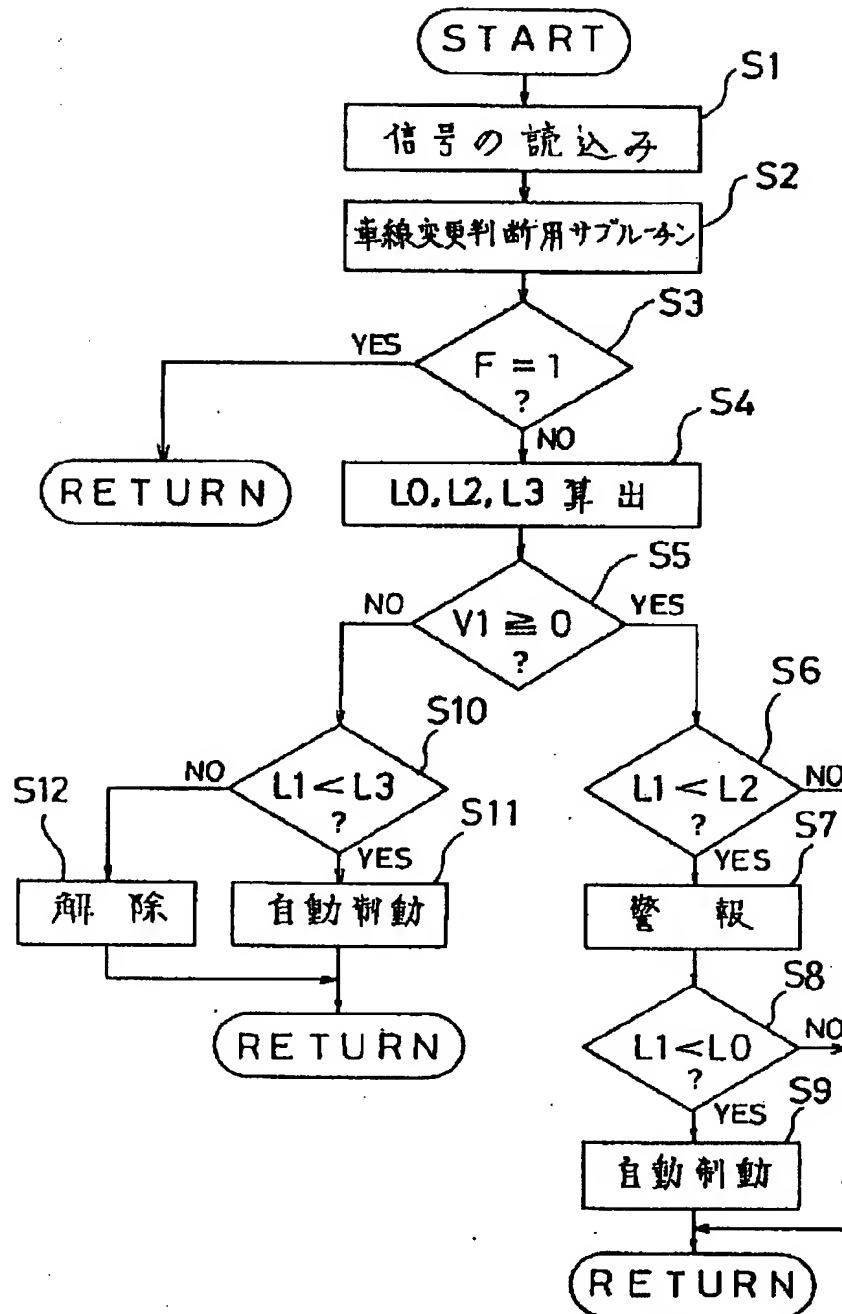 START
S1
信号の読込み
S2
車線変更判断用サブルーチン
S3
YES
F=1
?
NO
S4
RETURN
L0, L2, L3 算出
S5
NO
V1≧0
?
YES
S6
S10
NO
L1<L3
?
L1<L2
?
NO
S12
S11
S7
YES
YES
解除
自動制動
警報
S8
RETURN
L1<L0
?
NO
S9
YES
自動制動
RETURN